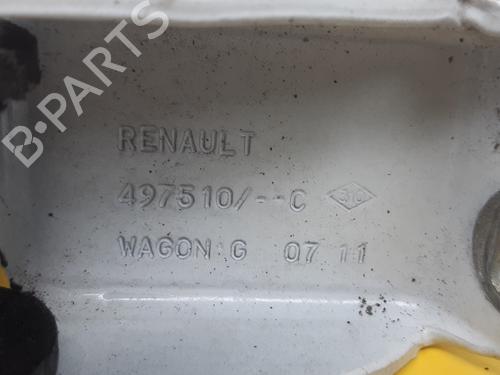 B-PARTS
RENAULT
497510/--C
WAGON G 07 11